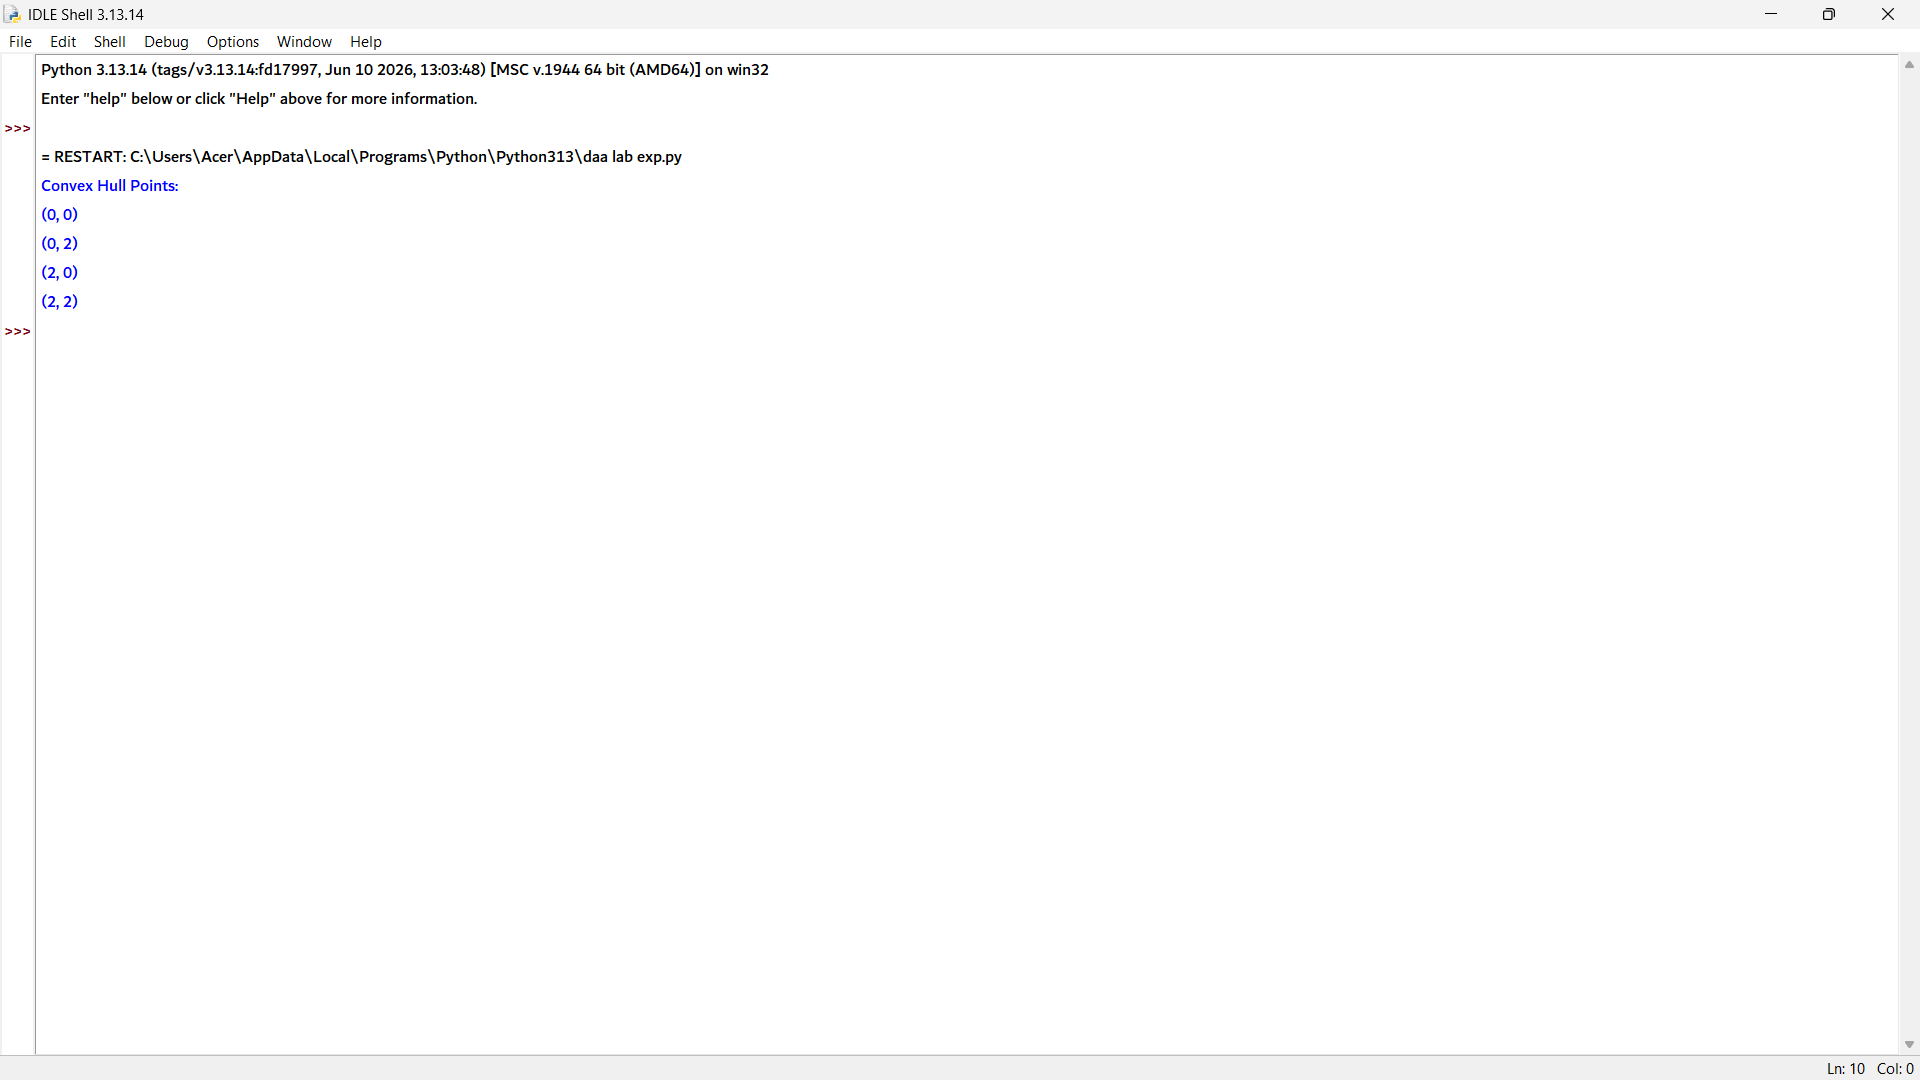 IDLE Shell 3.13.14
File Edit Shell Debug Options Window Help
Python 3.13.14 (tags/v3.13.14:fd17997, Jun 10 2026, 13:03:48) [MSC v.1944 64 bit (AMD64)] on win32
Enter "help" below or click "Help" above for more information.
>>>
= RESTART: C:\Users\Acer\AppData\Local\Programs\Python\Python313\daa lab exp.py
Convex Hull Points:
(0, 0)
(0, 2)
(2, 0)
(2, 2)
>>>
Ln: 10 Col: 0